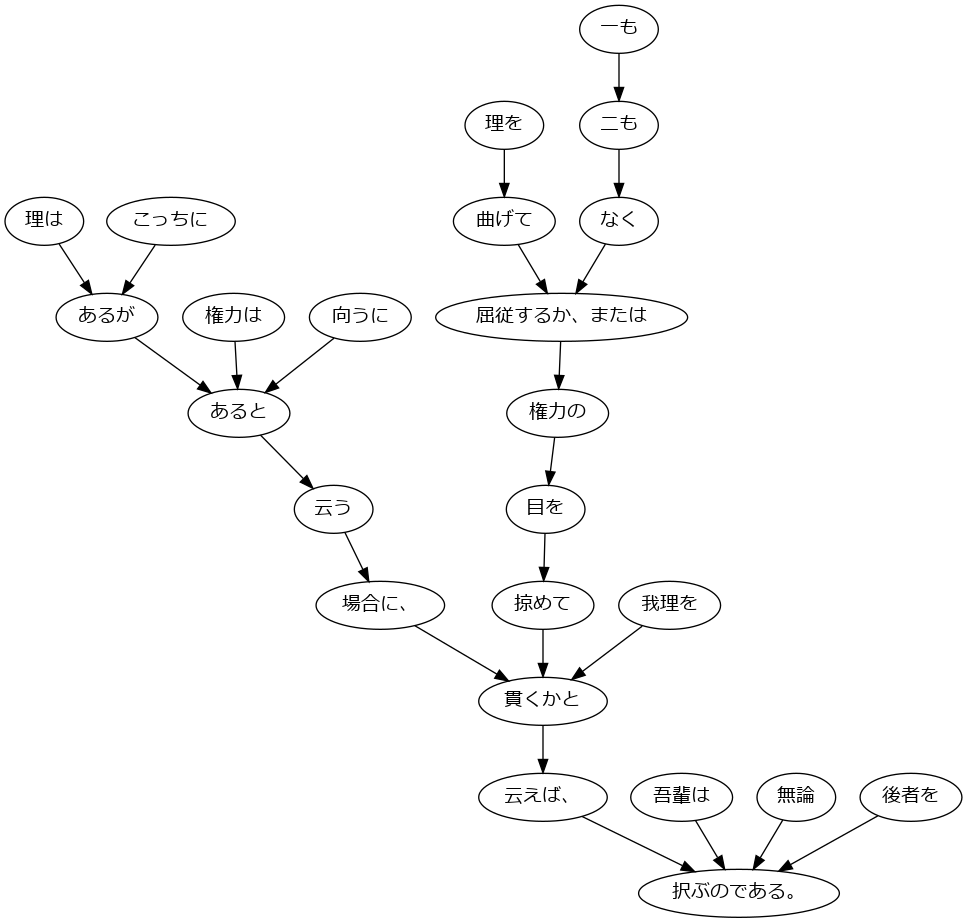 一も
理を
二も
理は
こっちに
曲げて
なく
あるが
権力は
向うに
屈従するか、または
あると
権力の
云う
目を
場合に、
掠めて
我理を
貫くかと
云えば、
吾輩は
無論
後者を
択ぶのである。